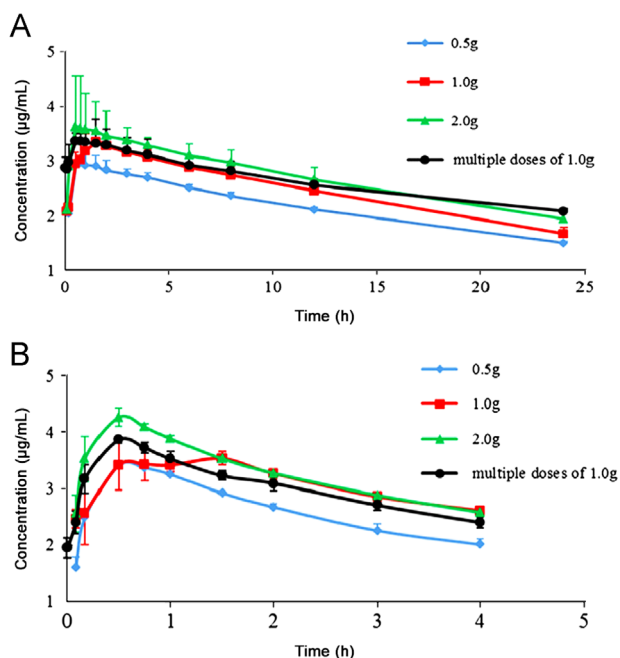 A
Concentration (µg/mL)
5
4
3
2
1
0
5
10
15
20
25
Time (h)
0.5g
1.0g
2.0g
multiple doses of 1.0g
B
Concentration (µg/mL)
5
4
3
2
1
0
1
2
3
4
5
Time (h)
0.5g
1.0g
2.0g
multiple doses of 1.0g